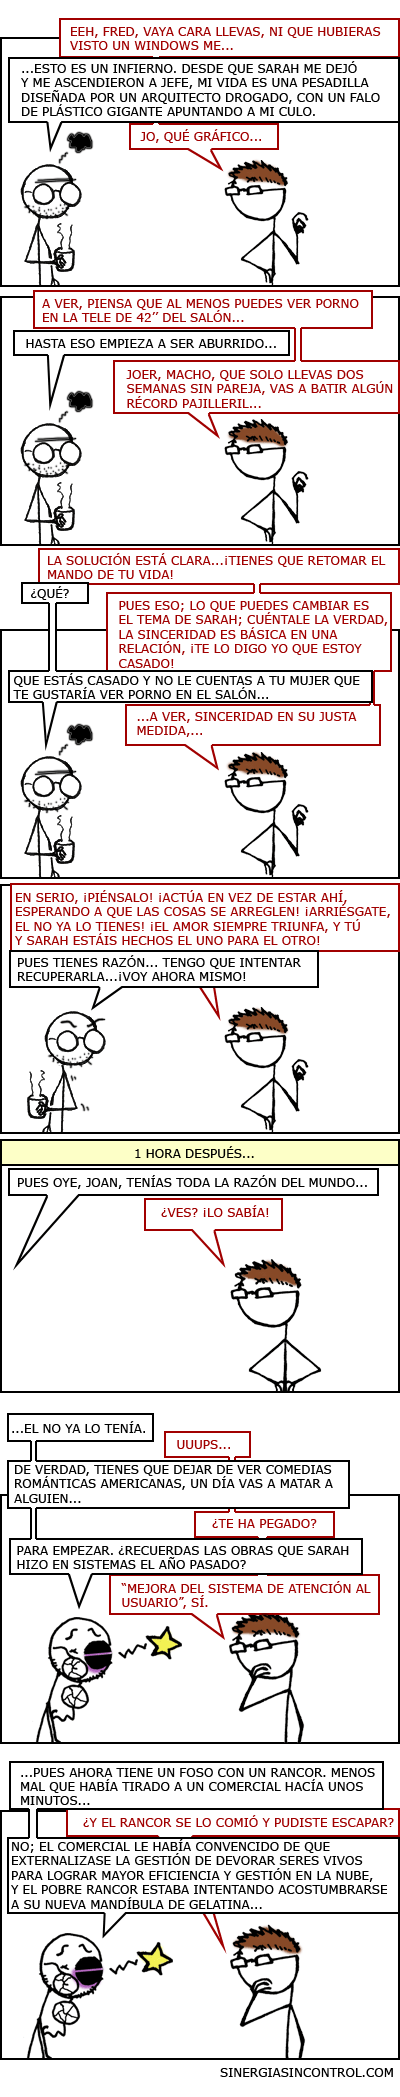 EEH, FRED, VAYA CARA LLEVAS, NI QUE HUBIERAS
VISTO UN WINDOWS ME...
...ESTO ES UN INFIERNO. DESDE QUE SARAH ME DEJÓ
Y ME ASCENDIERON A JEFE, MI VIDA ES UNA PESADILLA
DISEÑADA POR UN ARQUITECTO DROGADO, CON UN FALO
DE PLÁSTICO GIGANTE APUNTANDO A MI CULO.
JO, QUÉ GRÁFICO...
A VER, PIENSA QUE AL MENOS PUEDES VER PORNO
EN LA TELE DE 42" DEL SALÓN...
HASTA ESO EMPIEZA A SER ABURRIDO...
JOER, MACHO, QUE SOLO LLEVAS DOS
SEMANAS SIN PAREJA, VAS A BATIR ALGÚN
RÉCORD PAJILLERIL...
LA SOLUCIÓN ESTÁ CLARA...¡TIENES QUE RETOMAR EL
MANDO DE TU VIDA!
¿QUÉ?
PUES ESO; LO QUE PUEDES CAMBIAR ES
EL TEMA DE SARAH; CUÉNTALE LA VERDAD,
LA SINCERIDAD ES BÁSICA EN UNA
RELACIÓN, ¡TE LO DIGO YO QUE ESTOY
CASADO!
QUE ESTÁS CASADO Y NO LE CUENTAS A TU MUJER QUE
TE GUSTARÍA VER PORNO EN EL SALÓN...
...A VER, SINCERIDAD EN SU JUSTA
MEDIDA,...
EN SERIO, ¡PIÉNSALO! ¡ACTÚA EN VEZ DE ESTAR AHÍ,
ESPERANDO A QUE LAS COSAS SE ARREGLEN! ¡ARRIÉSGATE,
EL NO YA LO TIENES! ¡EL AMOR SIEMPRE TRIUNFA, Y TÚ
Y SARAH ESTÁIS HECHOS EL UNO PARA EL OTRO!
PUES TIENES RAZÓN... TENGO QUE INTENTAR
RECUPERARLA...¡VOY AHORA MISMO!
1 HORA DESPUÉS...
PUES OYE, JOAN, TENÍAS TODA LA RAZÓN DEL MUNDO...
¿VES? ¡LO SABÍA!
...EL NO YA LO TENÍA.
UUUPS...
DE VERDAD, TIENES QUE DEJAR DE VER COMEDIAS
ROMÁNTICAS AMERICANAS, UN DÍA VAS A MATAR A
ALGUIEN...
¿TE HA PEGADO?
PARA EMPEZAR. ¿RECUERDAS LAS OBRAS QUE SARAH
HIZO EN SISTEMAS EL AÑO PASADO?
"MEJORA DEL SISTEMA DE ATENCIÓN AL
USUARIO", SÍ.
...PUES AHORA TIENE UN FOSO CON UN RANCOR. MENOS
MAL QUE HABÍA TIRADO A UN COMERCIAL HACÍA UNOS
MINUTOS...
¿Y EL RANCOR SE LO COMIÓ Y PUDISTE ESCAPAR?
NO; EL COMERCIAL LE HABÍA CONVENCIDO DE QUE
EXTERNALIZASE LA GESTIÓN DE DEVORAR SERES VIVOS
PARA LOGRAR MAYOR EFICIENCIA Y GESTIÓN EN LA NUBE,
Y EL POBRE RANCOR ESTABA INTENTANDO ACOSTUMBRARSE
A SU NUEVA MANDÍBULA DE GELATINA...
SINERGIASINCONTROL.COM